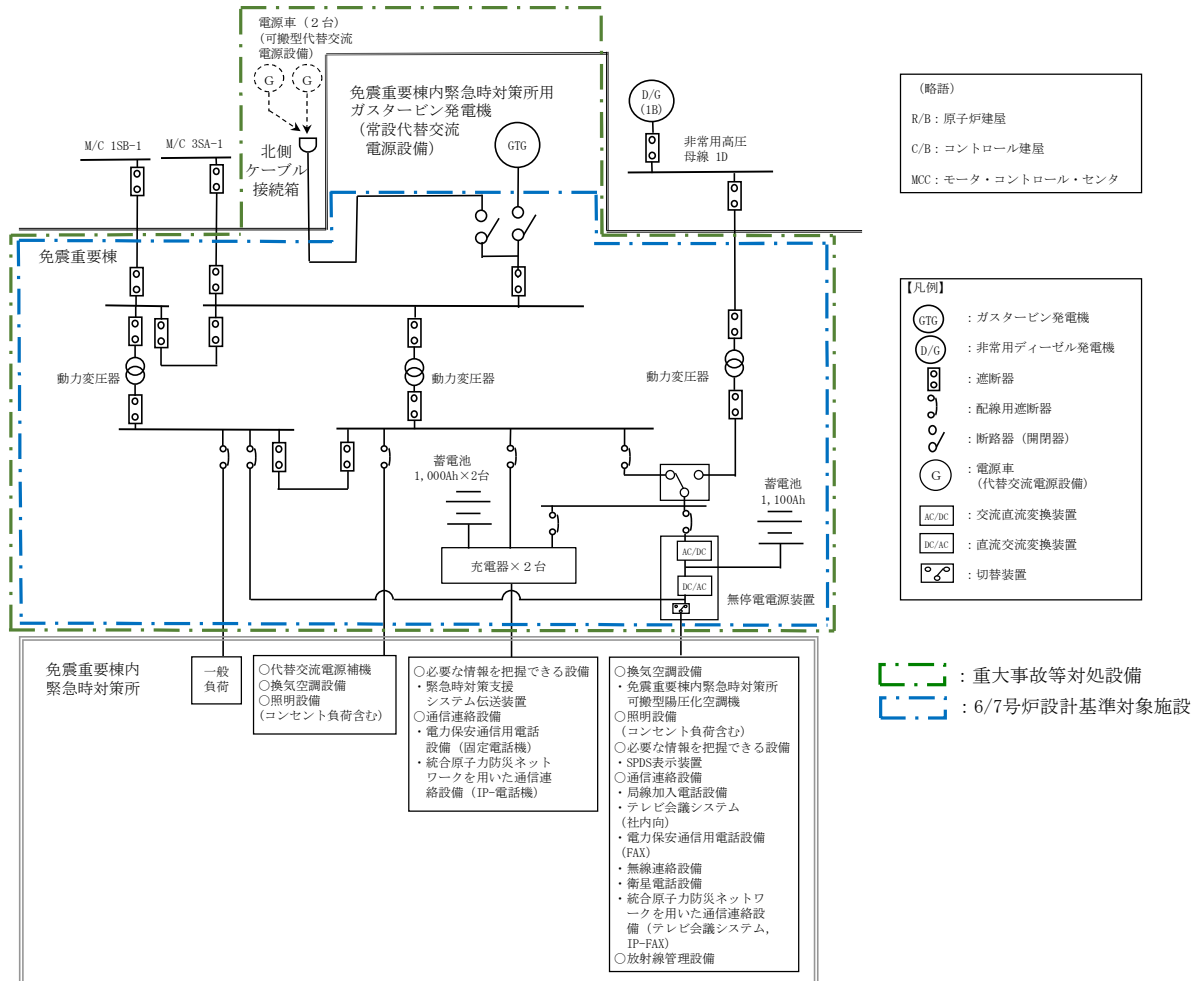 電源車（２台）
（可搬型代替交流
電源設備）
G
G
免震重要棟内緊急時対策所用
ガスタービン発電機
（常設代替交流
電源設備）
GTG
D/G
(1B)
非常用高圧
母線 1D
M/C 1SB-1
M/C 3SA-1
北側
ケーブル
接続箱
免震重要棟
動力変圧器
動力変圧器
動力変圧器
蓄電池
1,000Ah×2台
蓄電池
1,100Ah
充電器×２台
AC/DC
DC/AC
無停電電源装置
免震重要棟内
緊急時対策所
一般
負荷
○代替交流電源補機
○換気空調設備
○照明設備
(コンセント負荷含む)
○必要な情報を把握できる設備
・緊急時対策支援
システム伝送装置
○通信連絡設備
・電力保安通信用電話
設備（固定電話機）
・統合原子力防災ネット
ワークを用いた通信連
絡設備（IP-電話機）
○換気空調設備
・免震重要棟内緊急時対策所
可搬型陽圧化空調機
○照明設備
（コンセント負荷含む）
○必要な情報を把握できる設備
・SPDS表示装置
○通信連絡設備
・局線加入電話設備
・テレビ会議システム
（社内向）
・電力保安通信用電話設備
（FAX）
・無線連絡設備
・衛星電話設備
・統合原子力防災ネットワ
ークを用いた通信連絡設
備（テレビ会議システム,
IP-FAX）
○放射線管理設備
（略語）
R/B：原子炉建屋
C/B：コントロール建屋
MCC：モータ・コントロール・センタ
【凡例】
GTG ：ガスタービン発電機
D/G ：非常用ディーゼル発電機
：遮断器
：配線用遮断器
：断路器（開閉器）
G ：電源車
（代替交流電源設備）
AC/DC ：交流直流変換装置
DC/AC ：直流交流変換装置
：切替装置
：重大事故等対処設備
：6/7号炉設計基準対象施設